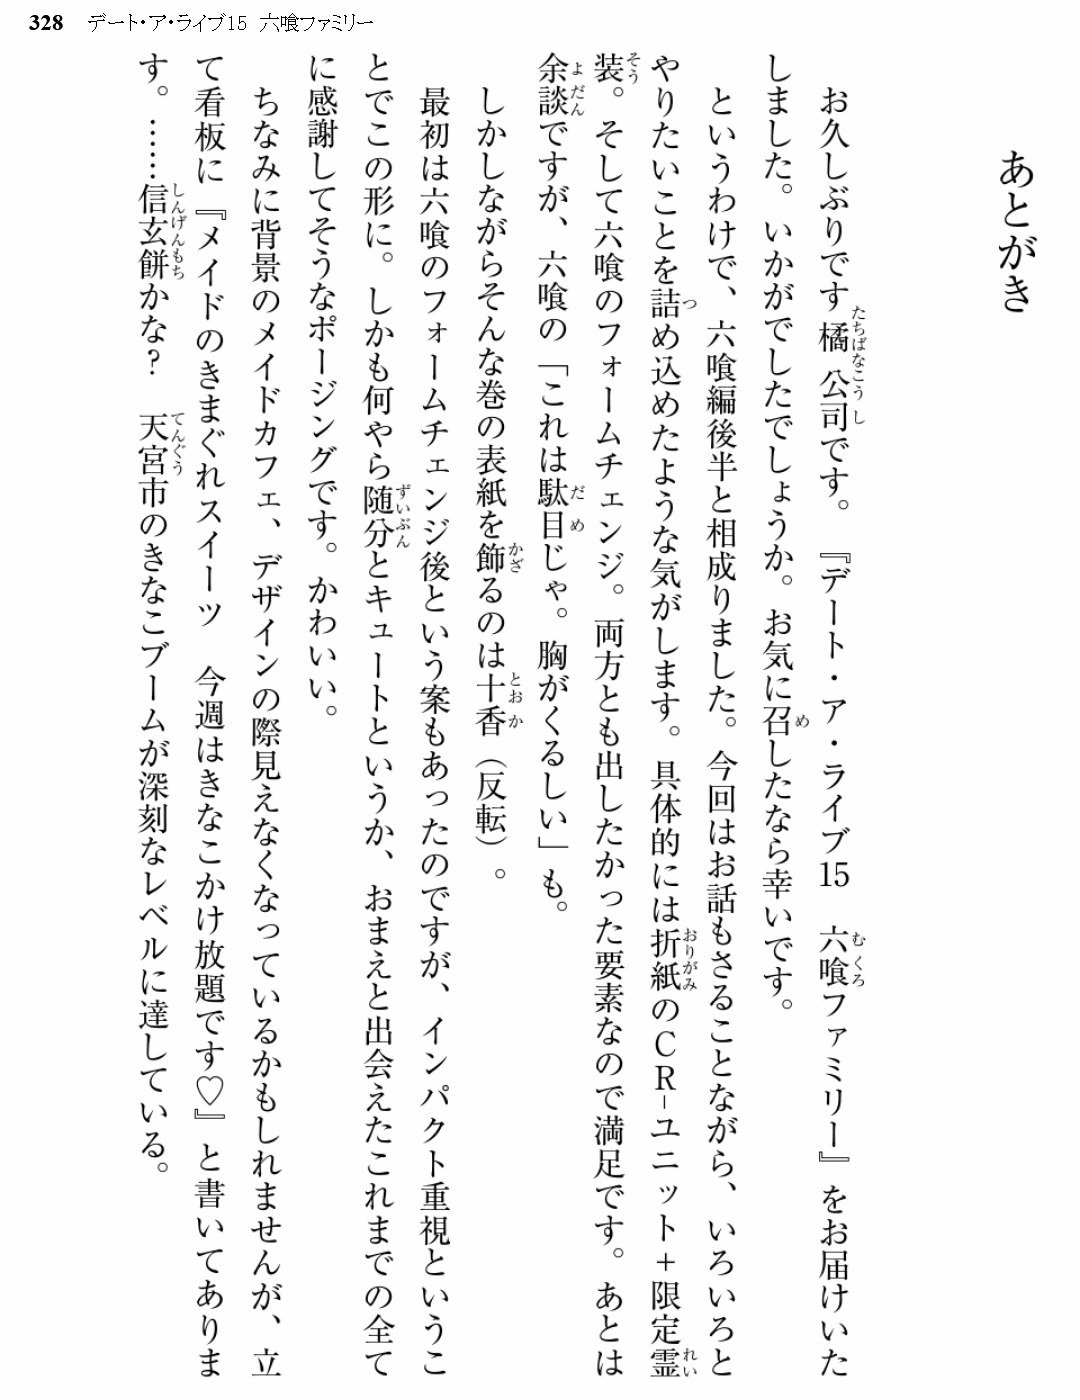 328 デート・ア・ライブ15 六喰ファミリー
あとがき
お久しぶりです橘公司です。『デート・ア・ライブ15 六喰ファミリー』をお届けいた
しました。いかがでしたでしょうか。お気に召したなら幸いです。
というわけで、六喰編後半と相成りました。今回はお話もさることながら、いろいろと
やりたいことを詰め込めたような気がします。具体的には折紙のCR-ユニット+限定霊
装。そして六喰のフォームチェンジ。両方とも出したかった要素なので満足です。あとは
余談ですが、六喰の「これは駄目じゃ。胸がくるしい」も。
しかしながらそんな巻の表紙を飾るのは十香(反転)。
最初は六喰のフォームチェンジ後という案もあったのですが、インパクト重視というこ
とでこの形に。しかも何やら随分とキュートというか、おまえと出会えたこれまでの全て
に感謝してそうなポージングです。かわいい。
ちなみに背景のメイドカフェ、デザインの際見えなくなっているかもしれませんが、立
て看板に『メイドのきまぐれスイーツ 今週はきなこかけ放題です♡』と書いてありま
す。……信玄餅かな? 天宮市のきなこブームが深刻なレベルに達している。